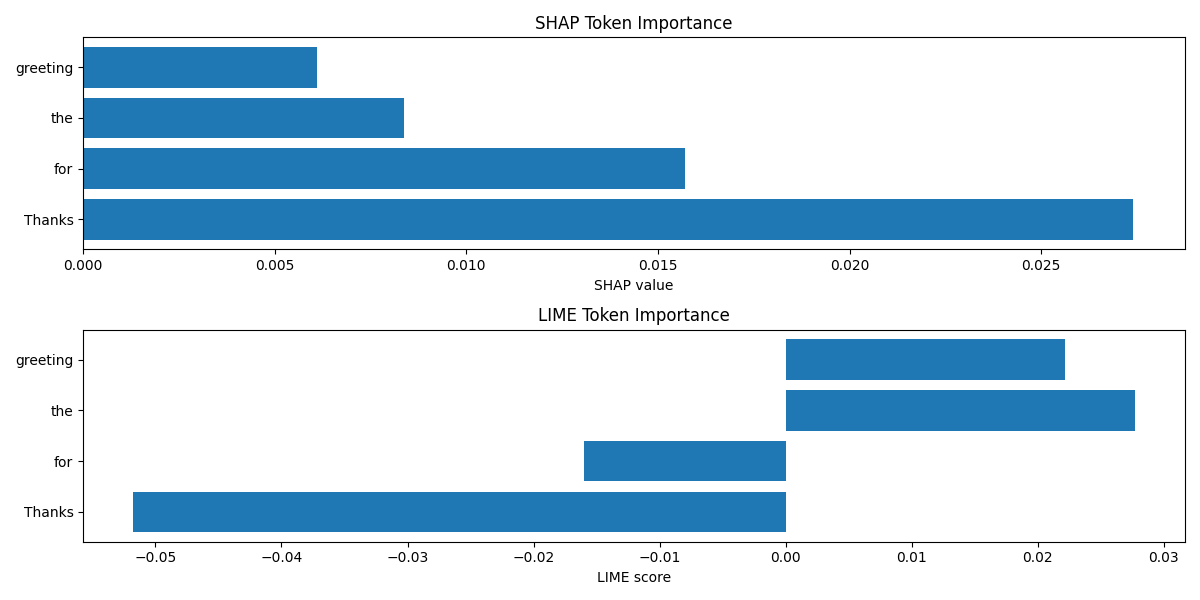 SHAP Token Importance
greeting
the
for
Thanks
0.000 0.005 0.010 0.015 0.020 0.025
SHAP value
LIME Token Importance
greeting
the
for
Thanks
−0.05 −0.04 −0.03 −0.02 −0.01 0.00 0.01 0.02 0.03
LIME score